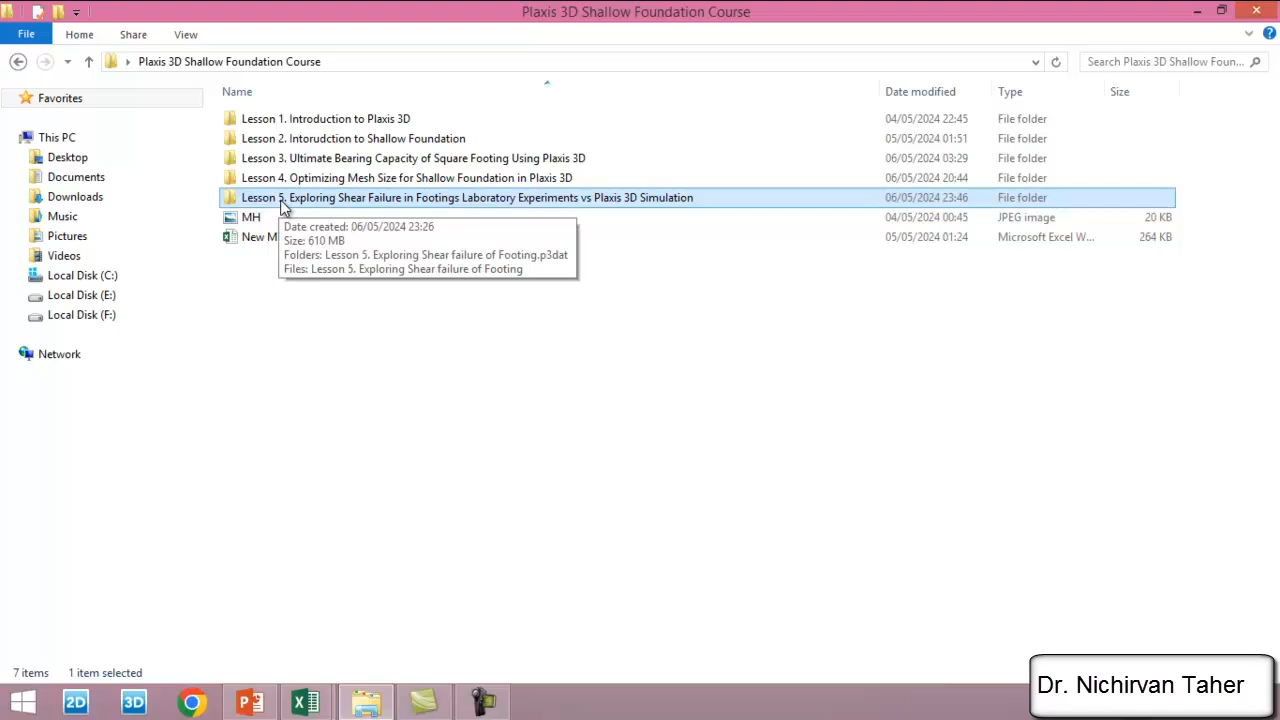 Plaxis 3D Shallow Foundation Course
File Home Share View
Plaxis 3D Shallow Foundation Course
Search Plaxis 3D Shallow Foun...
Name Date modified Type Size
Favorites
This PC
Desktop
Documents
Downloads
Music
Pictures
Videos
Local Disk (C:)
Local Disk (E:)
Local Disk (F:)
Network
Lesson 1. Introduction to Plaxis 3D 04/05/2024 22:45 File folder
Lesson 2. Intorudction to Shallow Foundation 05/05/2024 01:51 File folder
Lesson 3. Ultimate Bearing Capacity of Square Footing Using Plaxis 3D 06/05/2024 03:29 File folder
Lesson 4. Optimizing Mesh Size for Shallow Foundation in Plaxis 3D 06/05/2024 20:44 File folder
Lesson 5. Exploring Shear Failure in Footings Laboratory Experiments vs Plaxis 3D Simulation 06/05/2024 23:46 File folder
MH 04/05/2024 00:45 JPEG image 20 KB
New M 05/05/2024 01:24 Microsoft Excel W... 264 KB
Date created: 06/05/2024 23:26
Size: 610 MB
Folders: Lesson 5. Exploring Shear failure of Footing.p3dat
Files: Lesson 5. Exploring Shear failure of Footing
7 items 1 item selected
2D 3D
Dr. Nichirvan Taher